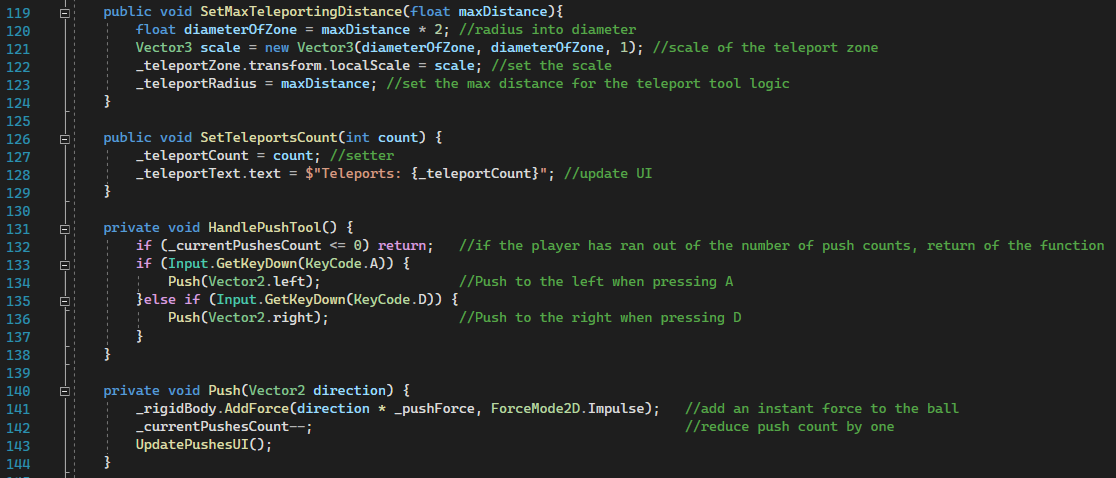 119 public void SetMaxTeleportingDistance(float maxDistance){
120 float diameterOfZone = maxDistance * 2; //radius into diameter
121 Vector3 scale = new Vector3(diameterOfZone, diameterOfZone, 1); //scale of the teleport zone
122 _teleportZone.transform.localScale = scale; //set the scale
123 _teleportRadius = maxDistance; //set the max distance for the teleport tool logic
124 }
125
126 public void SetTeleportsCount(int count) {
127 _teleportCount = count; //setter
128 _teleportText.text = $"Teleports: {_teleportCount}"; //update UI
129 }
130
131 private void HandlePushTool() {
132 if (_currentPushesCount <= 0) return; //if the player has ran out of the number of push counts, return of the function
133 if (Input.GetKeyDown(KeyCode.A)) {
134 Push(Vector2.left); //Push to the left when pressing A
135 }else if (Input.GetKeyDown(KeyCode.D)) {
136 Push(Vector2.right); //Push to the right when pressing D
137 }
138 }
139
140 private void Push(Vector2 direction) {
141 _rigidBody.AddForce(direction * _pushForce, ForceMode2D.Impulse); //add an instant force to the ball
142 _currentPushesCount--; //reduce push count by one
143 UpdatePushesUI();
144 }